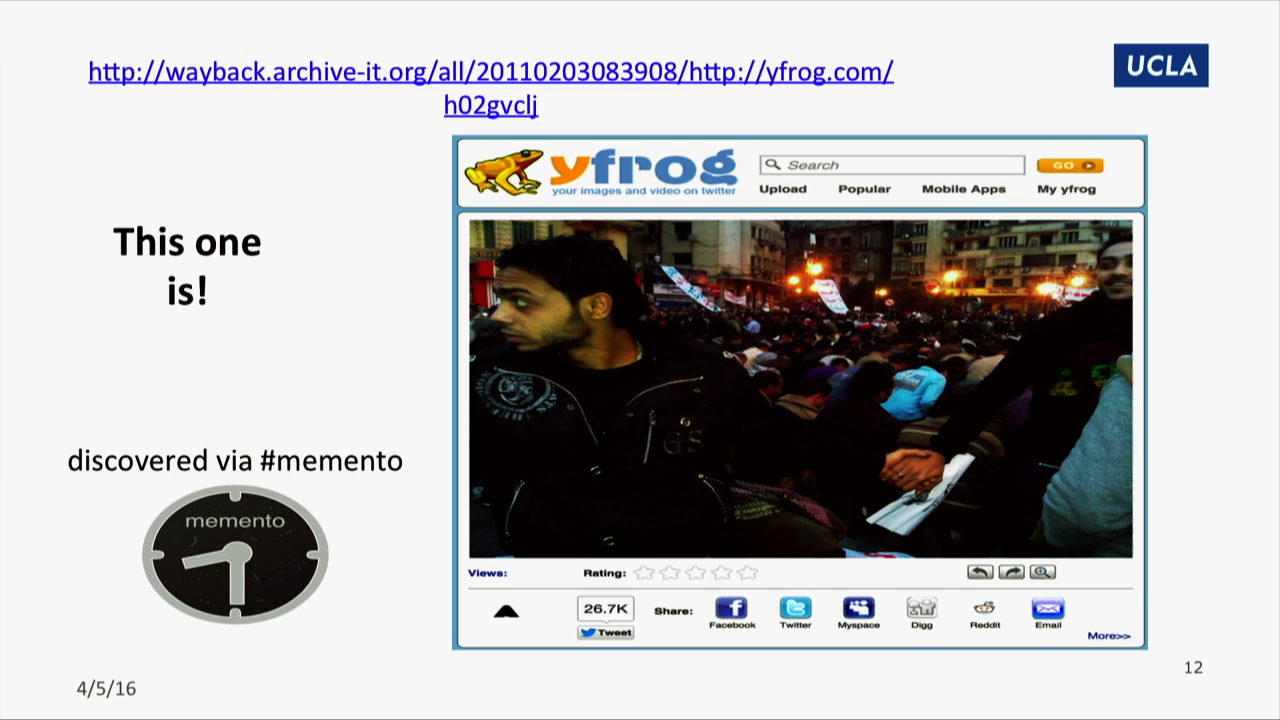 http://wayback.archive-it.org/all/20110203083908/http://yfrog.com/
h02gvclj
UCLA
yfrog
your images and video on twitter
Search
GO
Upload Popular Mobile Apps My yfrog
This one
is!
GS
discovered via #memento
memento
Views: Rating:
26.7K
Tweet
Share:
Facebook Twitter Myspace Digg Reddit Email
More>>
12
4/5/16